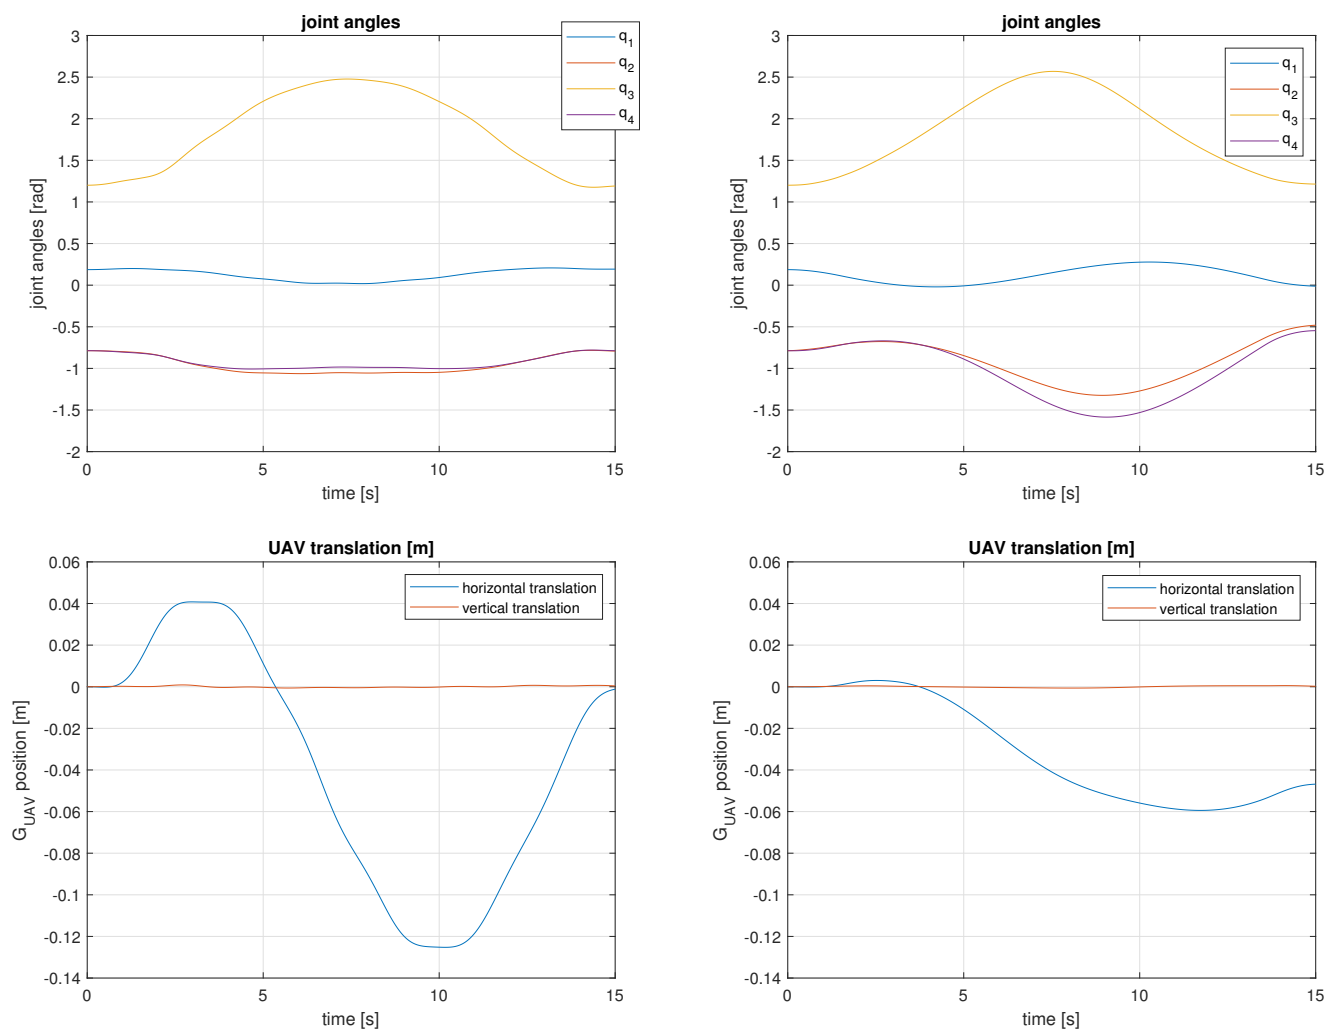 joint angles
3
2.5
2
1.5
1
0.5
0
-0.5
-1
-1.5
-2
joint angles [rad]
q1
q2
q3
q4
0
5
10
15
time [s]
joint angles
3
2.5
2
1.5
1
0.5
0
-0.5
-1
-1.5
-2
joint angles [rad]
q1
q2
q3
q4
0
5
10
15
time [s]
UAV translation [m]
0.06
0.04
0.02
0
-0.02
-0.04
-0.06
-0.08
-0.1
-0.12
-0.14
GUAV position [m]
horizontal translation
vertical translation
0
5
10
15
time [s]
UAV translation [m]
0.06
0.04
0.02
0
-0.02
-0.04
-0.06
-0.08
-0.1
-0.12
-0.14
GUAV position [m]
horizontal translation
vertical translation
0
5
10
15
time [s]